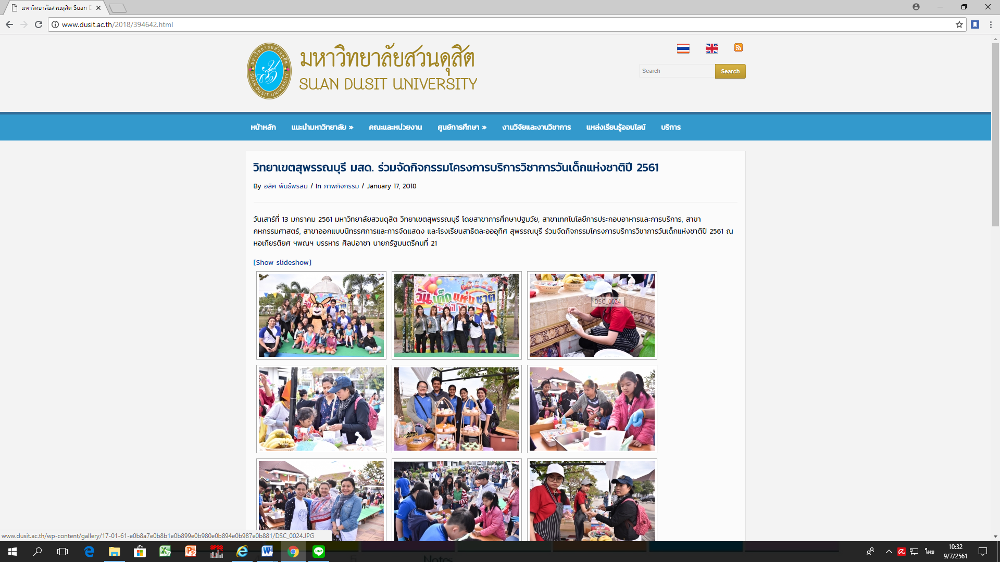 มหาวิทยาลัยสวนดุสิต Suan
www.dusit.ac.th/2018/394642.html
มหาวิทยาลัยสวนดุสิต
SUAN DUSIT UNIVERSITY
มหาวิทยาลัยสวนดุสิต
SUAN DUSIT UNIVERSITY
Search
Search
หน้าหลัก แนะนำมหาวิทยาลัย » คณะและหน่วยงาน ศูนย์การศึกษา » งานวิจัยและงานวิชาการ แหล่งเรียนรู้ออนไลน์ บริการ
วิทยาเขตสุพรรณบุรี มสด. ร่วมจัดกิจกรรมโครงการบริการวิชาการวันเด็กแห่งชาติปี 2561
By อลิศ พันธ์พรสม / In ภาพกิจกรรม / January 17, 2018
วันเสาร์ที่ 13 มกราคม 2561 มหาวิทยาลัยสวนดุสิต วิทยาเขตสุพรรณบุรี โดยสาขาการศึกษาปฐมวัย, สาขาเทคโนโลยีการประกอบอาหารและการบริการ, สาขา
คหกรรมศาสตร์, สาขาออกแบบนิทรรศการและการจัดแสดง และโรงเรียนสาธิตละอออุทิศ สุพรรณบุรี ร่วมจัดกิจกรรมโครงการบริการวิชาการวันเด็กแห่งชาติปี 2561 ณ
หอเกียรติยศ ฯพณฯ บรรหาร ศิลปอาชา นายกรัฐมนตรีคนที่ 21
[Show slideshow]
วันเด็กแห่งชาติ
DSC_0024
www.dusit.ac.th/wp-content/gallery/17-01-61-e0b8a7e0b8b1e0b899e0b980e0b894e0b987e0b881/DSC_0024.JPG
SPSS
LINE
ไทย
10:32
9/7/2561
Notes